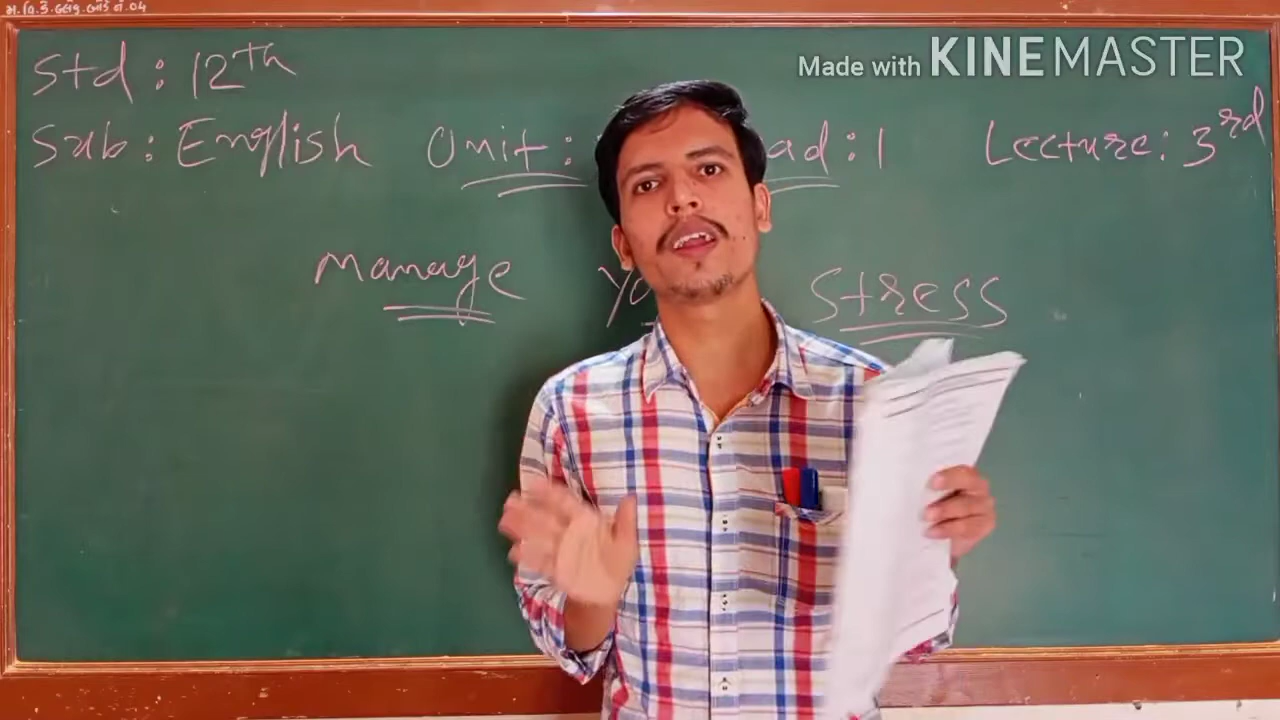 Made with KINEMASTER
Std : 12th
Sub : English Unit : ad : 1 Lecture : 3rd
Manage Yo Stress